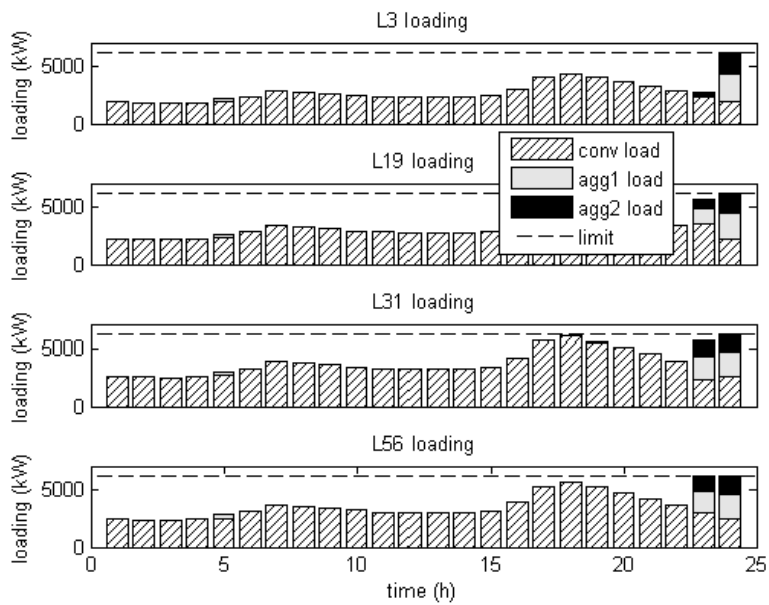 L3 loading
loading (kW)
5000
0
conv load
agg1 load
agg2 load
limit
L19 loading
loading (kW)
5000
0
L31 loading
loading (kW)
5000
0
L56 loading
loading (kW)
5000
0
0 5 10 15 20 25
time (h)